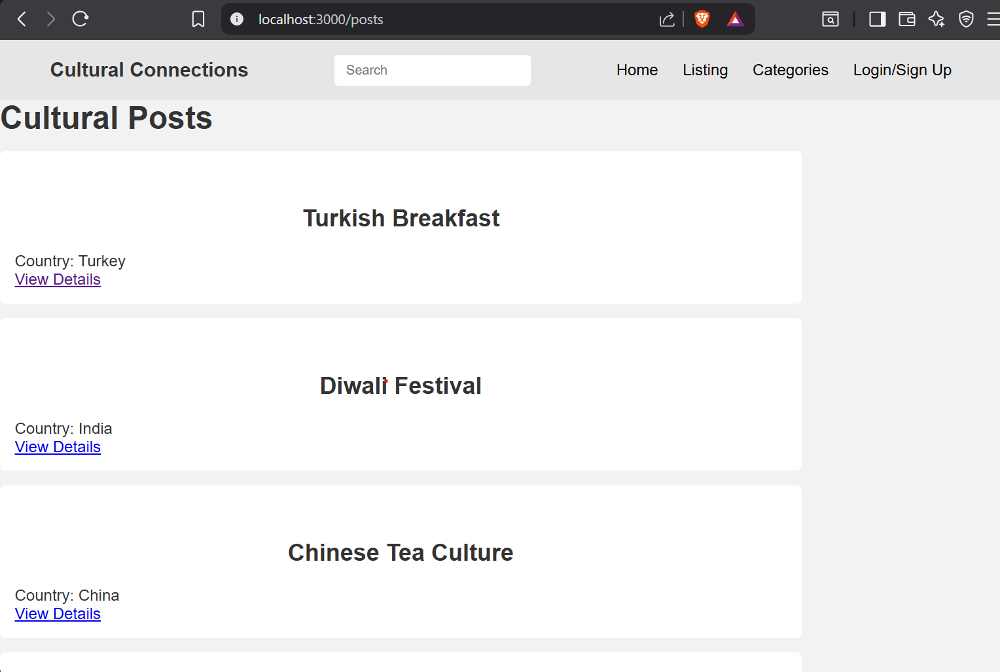 localhost:3000/posts
Cultural Connections
Search
Home
Listing
Categories
Login/Sign Up
Cultural Posts
Turkish Breakfast
Country: Turkey
View Details
Diwali Festival
Country: India
View Details
Chinese Tea Culture
Country: China
View Details